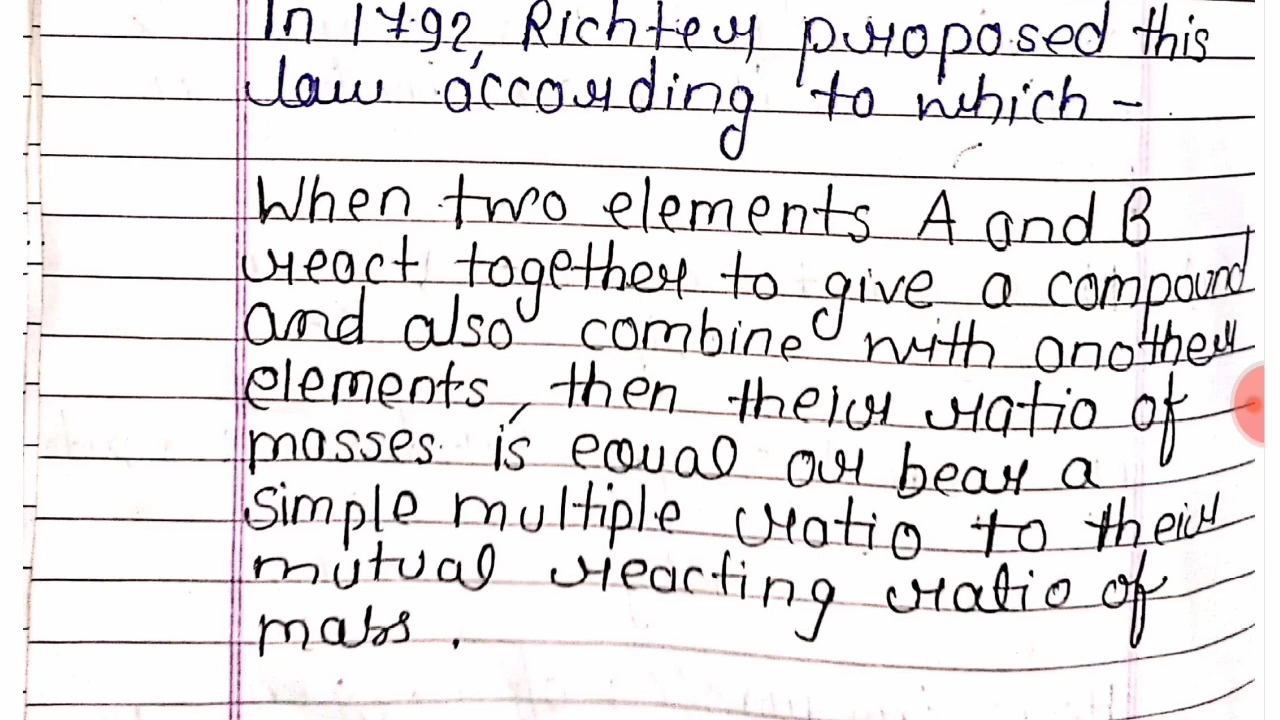 In 1792, Richter proposed this
law according to which -
When two elements A and B
react together to give a compound
and also combine with another
elements, then their ratio of
masses is equal or bear a
simple multiple ratio to their
mutual reacting ratio of
mass.